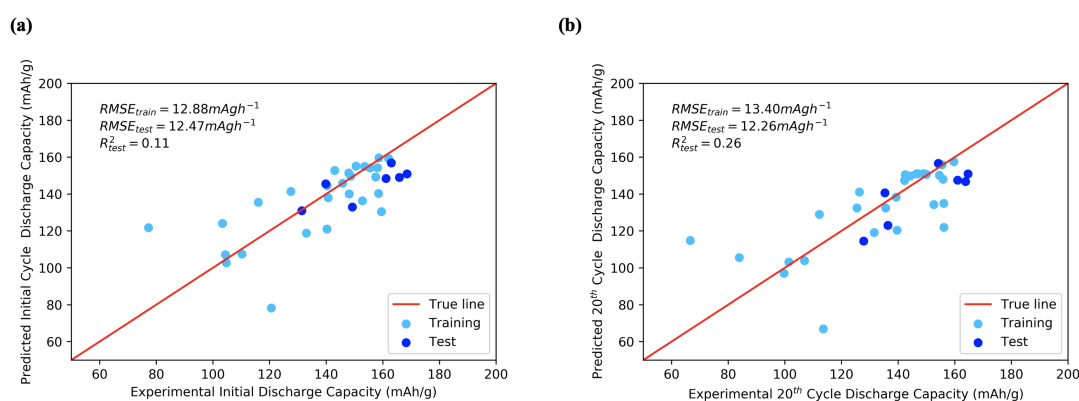 (a)
Predicted Initial Cycle Discharge Capacity (mAh/g)
200
180
160
140
120
100
80
60
RMSE_train = 12.88mAgh⁻¹
RMSE_test = 12.47mAgh⁻¹
R²_test = 0.11
True line
Training
Test
60 80 100 120 140 160 180 200
Experimental Initial Discharge Capacity (mAh/g)
(b)
Predicted 20ᵗʰ Cycle Discharge Capacity (mAh/g)
200
180
160
140
120
100
80
60
RMSE_train = 13.40mAgh⁻¹
RMSE_test = 12.26mAgh⁻¹
R²_test = 0.26
True line
Training
Test
60 80 100 120 140 160 180 200
Experimental 20ᵗʰ Cycle Discharge Capacity (mAh/g)